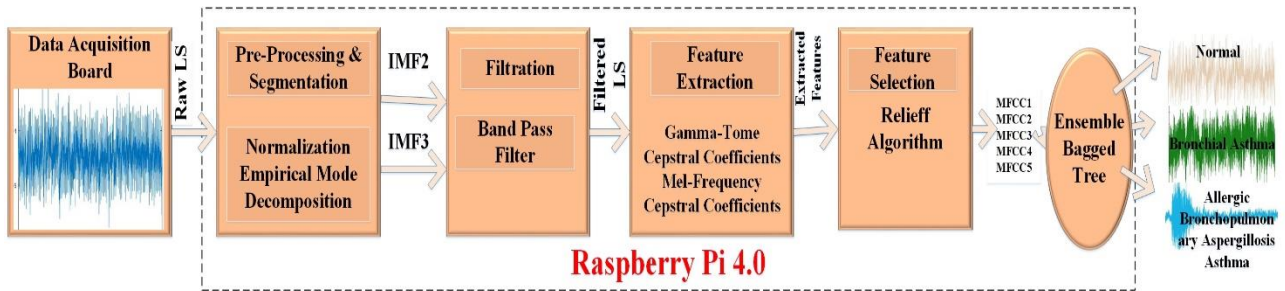 Data Acquisition
Board
Raw LS
Pre-Processing &
Segmentation
Normalization
Empirical Mode
Decomposition
IMF2
IMF3
Filtration
Band Pass
Filter
Filtered
LS
Feature
Extraction
Gamma-Tome
Cepstral Coefficients
Mel-Frequency
Cepstral Coefficients
Extracted
Features
Feature
Selection
Relieff
Algorithm
MFCC1
MFCC2
MFCC3
MFCC4
MFCC5
Ensemble
Bagged
Tree
Normal
Bronchial Asthma
Allergic
Bronchopulmon
ary Aspergillosis
Asthma
Raspberry Pi 4.0